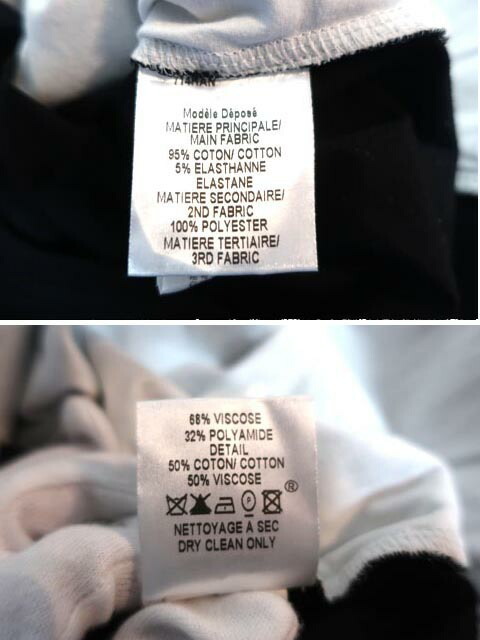 Modèle Déposé
MATIERE PRINCIPALE/
MAIN FABRIC
95% COTON/ COTTON
5% ELASTHANNE
ELASTANE
MATIERE SECONDAIRE/
2ND FABRIC
100% POLYESTER
MATIERE TERTIAIRE/
3RD FABRIC
68% VISCOSE
32% POLYAMIDE
DETAIL
50% COTON/ COTTON
50% VISCOSE
P
®
NETTOYAGE A SEC
DRY CLEAN ONLY